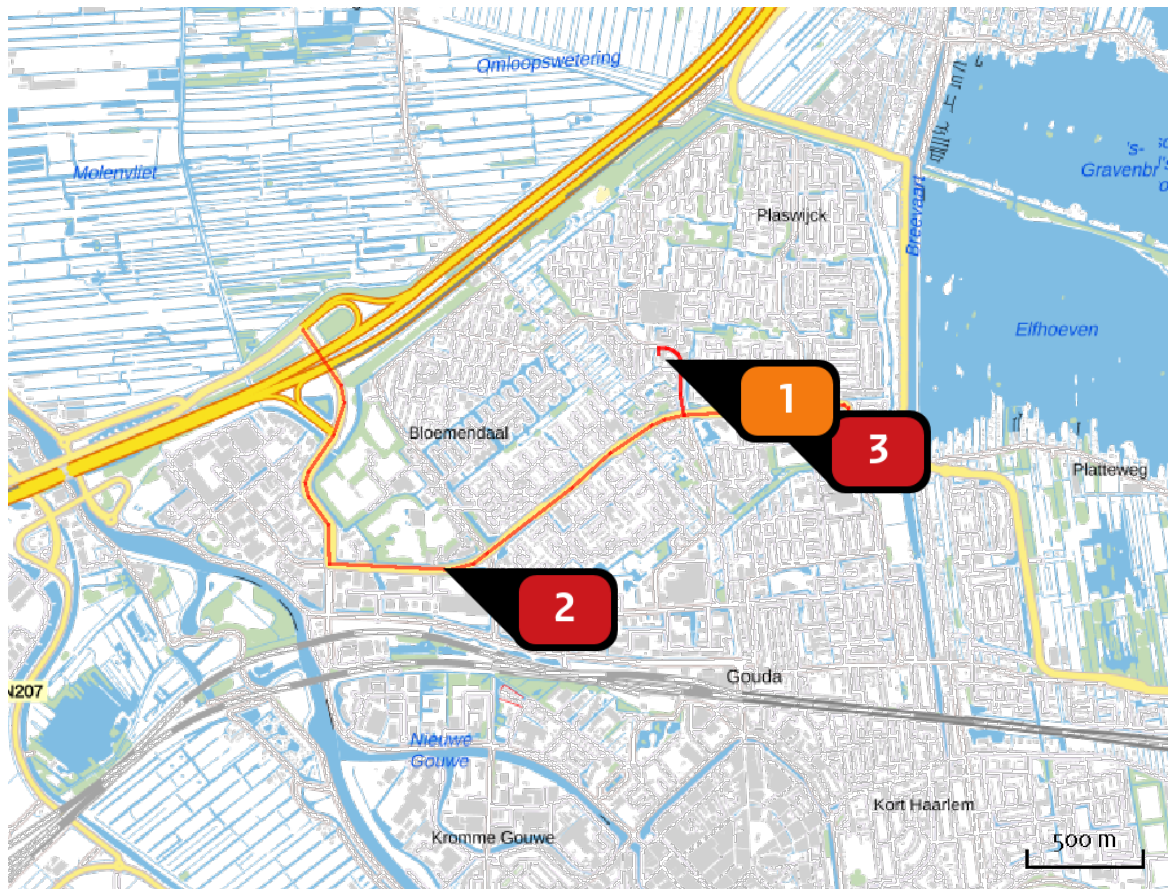 Omloopswetering
Molenvliet
's-
Gravenbr
Plaswijck
Breevaart
Elfhoeven
1
Bloemendaal
3
Platteweg
2
Gouda
N207
Nieuwe
Gouwe
Kort Haarlem
Kromme Gouwe
500 m